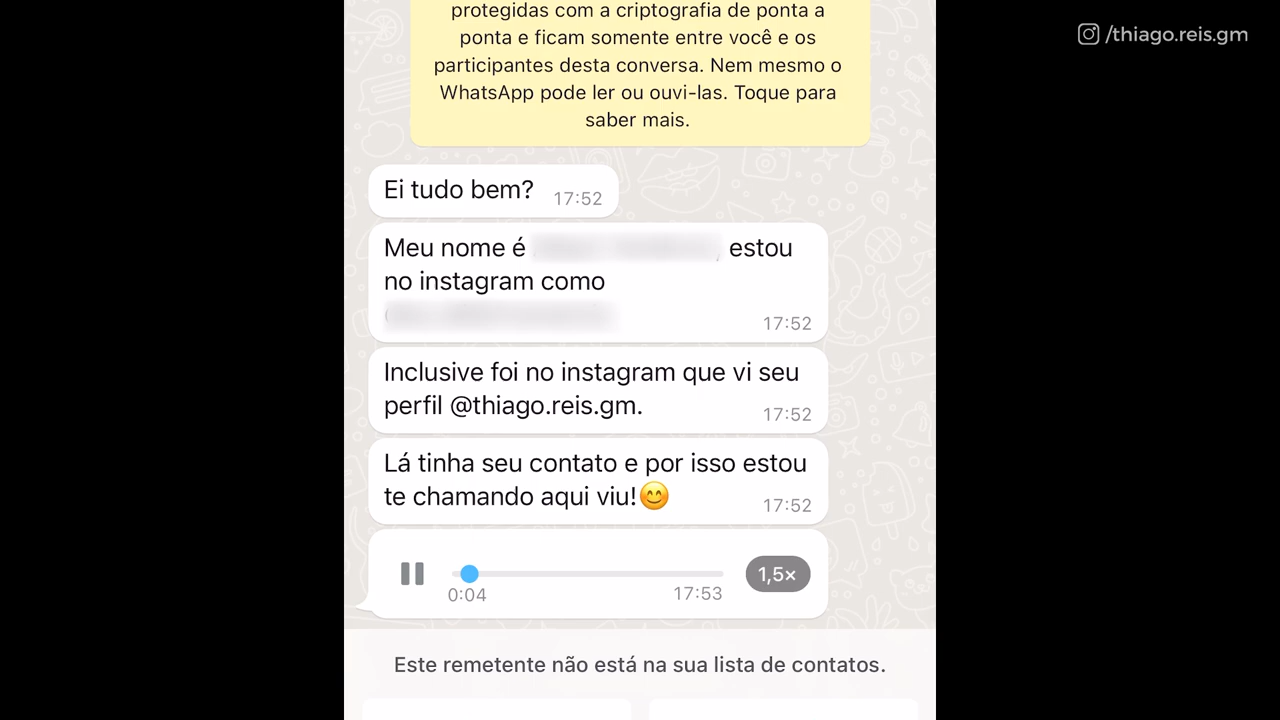 /thiago.reis.gm
protegidas com a criptografia de ponta a
ponta e ficam somente entre você e os
participantes desta conversa. Nem mesmo o
WhatsApp pode ler ou ouvi-las. Toque para
saber mais.
Ei tudo bem? 17:52
Meu nome é estou
no instagram como
17:52
Inclusive foi no instagram que vi seu
perfil @thiago.reis.gm. 17:52
Lá tinha seu contato e por isso estou
te chamando aqui viu!😊 17:52
1,5×
0:04 17:53
Este remetente não está na sua lista de contatos.